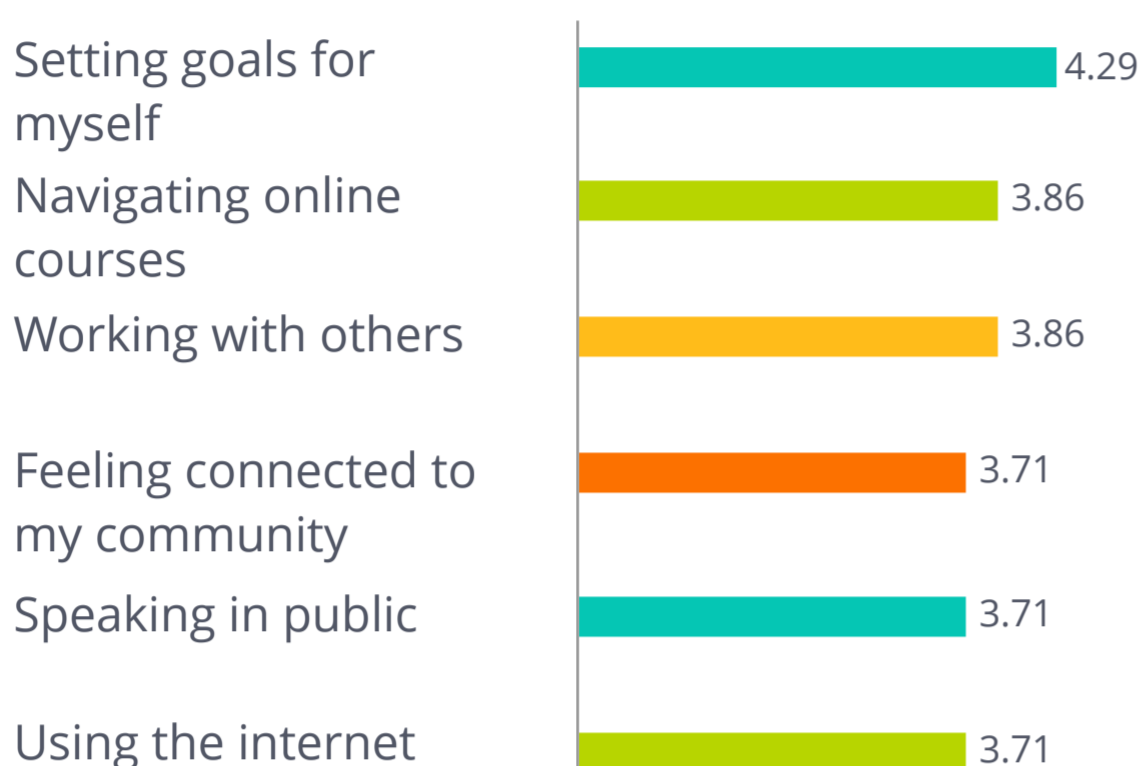 Setting goals for
myself
4.29
Navigating online
courses
3.86
Working with others
3.86
Feeling connected to
my community
3.71
Speaking in public
3.71
Using the internet
3.71